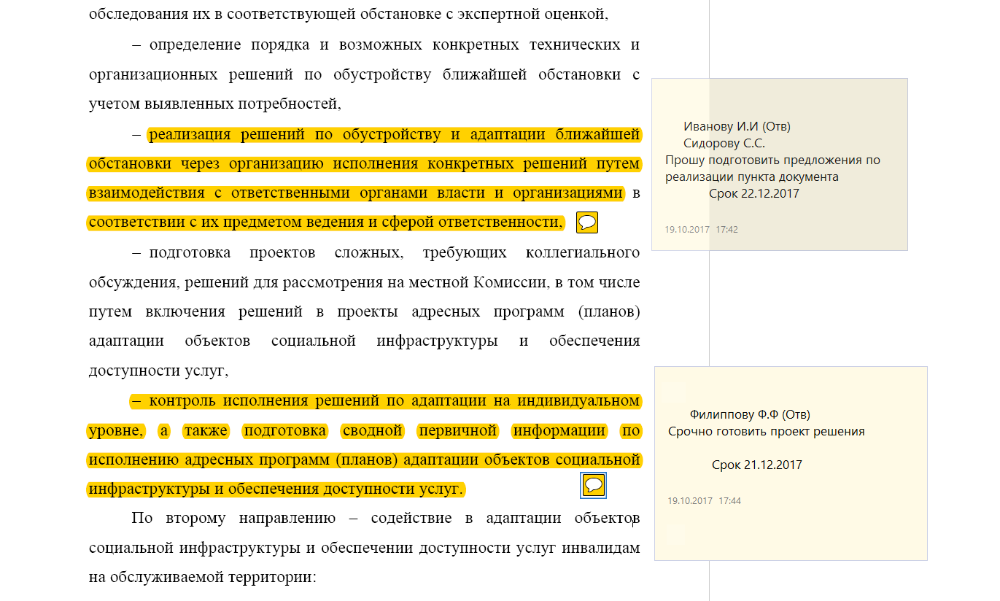 обследования их в соответствующей обстановке с экспертной оценкой,
– определение порядка и возможных конкретных технических и
организационных решений по обустройству ближайшей обстановки с
учетом выявленных потребностей,
– реализация решений по обустройству и адаптации ближайшей
обстановки через организацию исполнения конкретных решений путем
взаимодействия с ответственными органами власти и организациями в
соответствии с их предметом ведения и сферой ответственности,
– подготовка проектов сложных, требующих коллегиального
обсуждения, решений для рассмотрения на местной Комиссии, в том числе
путем включения решений в проекты адресных программ (планов)
адаптации объектов социальной инфраструктуры и обеспечения
доступности услуг,
– контроль исполнения решений по адаптации на индивидуальном
уровне, а также подготовка сводной первичной информации по
исполнению адресных программ (планов) адаптации объектов социальной
инфраструктуры и обеспечения доступности услуг.
По второму направлению – содействие в адаптации объектов
социальной инфраструктуры и обеспечении доступности услуг инвалидам
на обслуживаемой территории:
Иванову И.И (Отв)
Сидорову С.С.
Прошу подготовить предложения по
реализации пункта документа
Срок 22.12.2017
19.10.2017 17:42
Филиппову Ф.Ф (Отв)
Срочно готовить проект решения
Срок 21.12.2017
19.10.2017 17:44